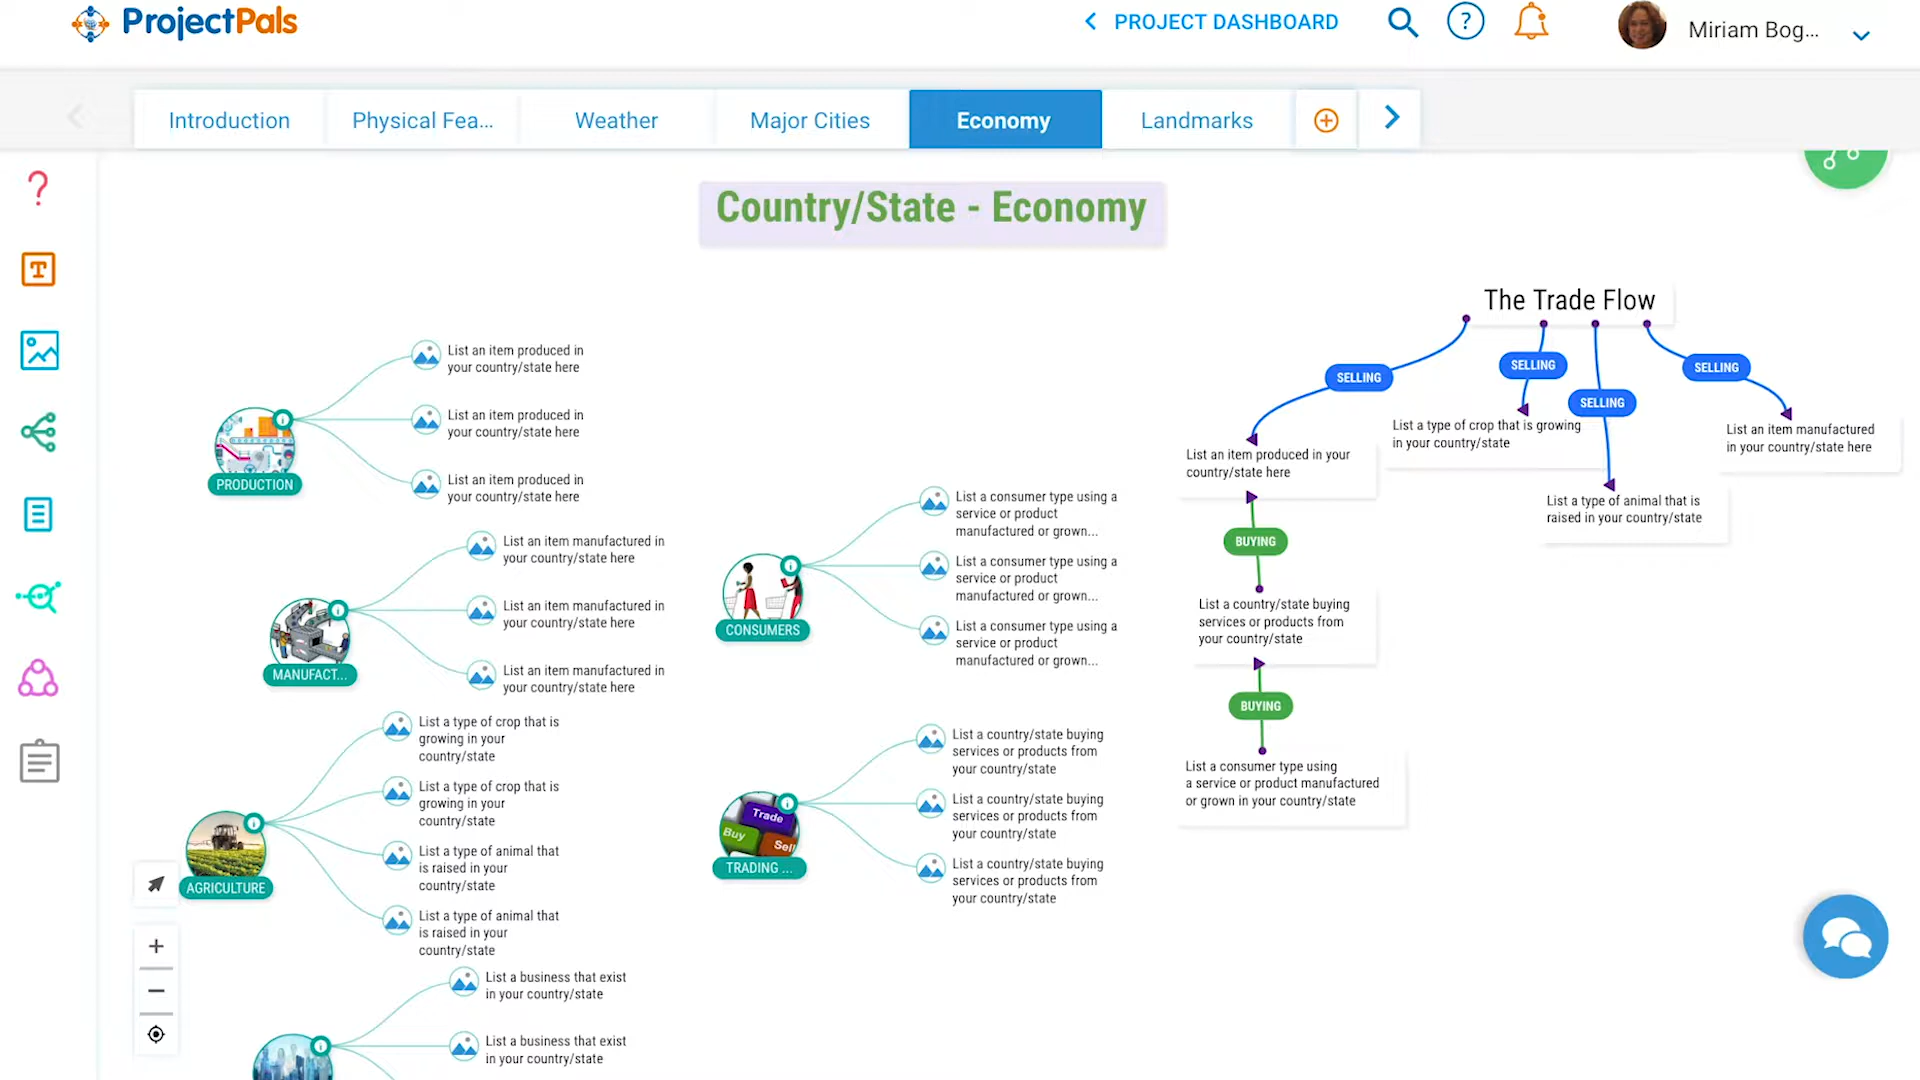 ProjectPals
PROJECT DASHBOARD
?
Miriam Bog...
Introduction
Physical Fea...
Weather
Major Cities
Economy
Landmarks
Country/State - Economy
?
T
List an item produced in
your country/state here
List an item produced in
your country/state here
List an item produced in
your country/state here
PRODUCTION
List an item manufactured in
your country/state here
List an item manufactured in
your country/state here
List an item manufactured in
your country/state here
MANUFACT...
List a type of crop that is
growing in your
country/state
List a type of crop that is
growing in your
country/state
List a type of animal that
is raised in your
country/state
List a type of animal that
is raised in your
country/state
AGRICULTURE
List a business that exist
in your country/state
List a business that exist
in your country/state
List a consumer type using a
service or product
manufactured or grown...
List a consumer type using a
service or product
manufactured or grown...
List a consumer type using a
service or product
manufactured or grown...
CONSUMERS
List a country/state buying
services or products from
your country/state
List a country/state buying
services or products from
your country/state
List a country/state buying
services or products from
your country/state
Trade
Buy
Sell
TRADING ...
The Trade Flow
SELLING
SELLING
SELLING
SELLING
List an item produced in your
country/state here
List a type of crop that is growing
in your country/state
List a type of animal that is
raised in your country/state
List an item manufactured
in your country/state here
BUYING
List a country/state buying
services or products from
your country/state
BUYING
List a consumer type using
a service or product manufactured
or grown in your country/state